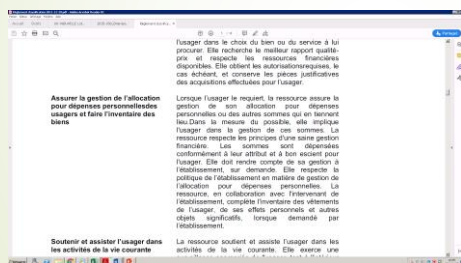 l'usager dans le choix du bien ou du service à lui
procurer. Elle recherche le meilleur rapport qualité-
prix et respecte les ressources financières
disponibles. Elle obtient les autorisationsrequises, le
cas échéant, et conserve les pièces justificatives
des acquisitions effectuées pour l'usager.
Assurer la gestion de l'allocation
pour dépenses personnellesdes
usagers et faire l'inventaire des
biens
Lorsque l'usager le requiert, la ressource assure la
gestion de son allocation pour dépenses
personnelles ou des autres sommes qui en tiennent
lieu.Dans la mesure du possible, elle implique
l'usager dans la gestion de ces sommes. La
ressource respecte les principes d'une saine gestion
financière. Les sommes sont dépensées
conformément à leur attribut et à bon escient pour
l'usager. Elle doit rendre compte de sa gestion à
l'établissement, sur demande. Elle respecte la
politique de l'établissement en matière de gestion de
l'allocation pour dépenses personnelles. La
ressource, en collaboration avec l'intervenant de
l'établissement, complète l'inventaire des vêtements
de l'usager, de ses effets personnels et autres
objets significatifs, lorsque demandé par
l'établissement.
Soutenir et assister l'usager dans
les activités de la vie courante
La ressource soutient et assiste l'usager dans les
activités de la vie courante. Elle exerce une